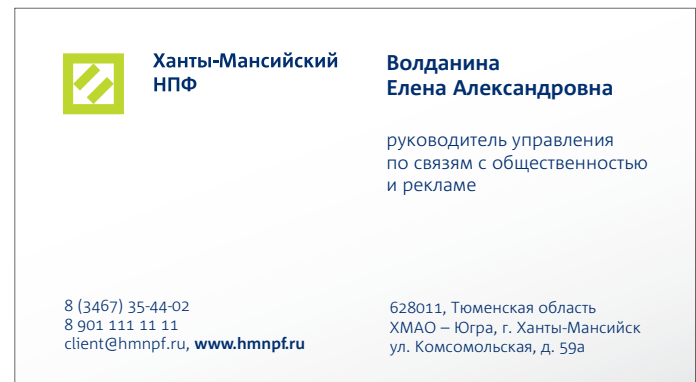 Ханты-Мансийский
НПФ
Волданина
Елена Александровна
руководитель управления
по связям с общественностью
и рекламе
8 (3467) 35-44-02
8 901 111 11 11
client@hmnpf.ru, www.hmnpf.ru
628011, Тюменская область
ХМАО – Югра, г. Ханты-Мансийск
ул. Комсомольская, д. 59а